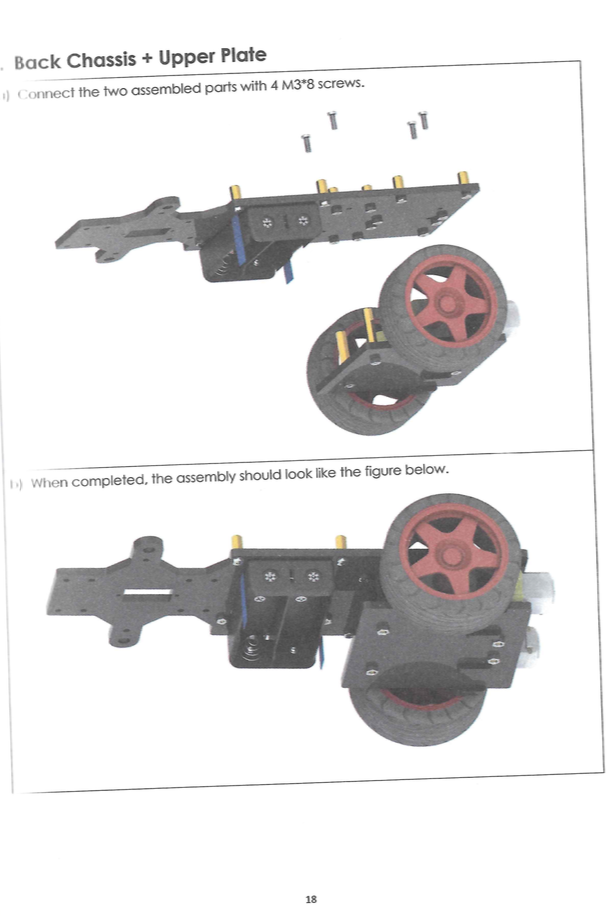 . Back Chassis + Upper Plate
a) Connect the two assembled parts with 4 M3*8 screws.
b) When completed, the assembly should look like the figure below.
18